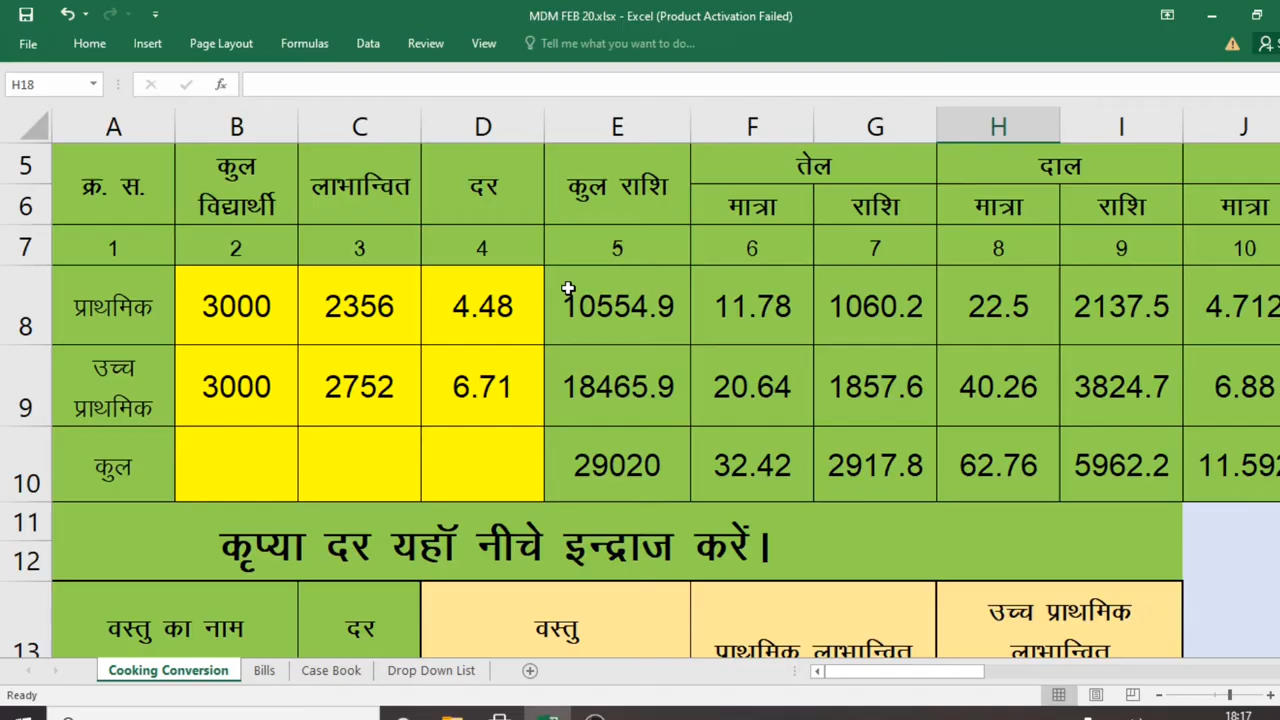 MDM FEB 20.xlsx - Excel (Product Activation Failed)
File Home Insert Page Layout Formulas Data Review View Tell me what you want to do...
H18 fx
A B C D E F G H I J
5 क्र. स. कुल विद्यार्थी लाभान्वित दर कुल राशि तेल दाल
6 मात्रा राशि मात्रा राशि मात्रा
7 1 2 3 4 5 6 7 8 9 10
8 प्राथमिक 3000 2356 4.48 10554.9 11.78 1060.2 22.5 2137.5 4.712
9 उच्च प्राथमिक 3000 2752 6.71 18465.9 20.64 1857.6 40.26 3824.7 6.88
10 कुल 29020 32.42 2917.8 62.76 5962.2 11.592
11
12 कृप्या दर यहॉ नीचे इन्द्राज करें।
13 वस्तु का नाम दर वस्तु प्राथमिक लाभान्वित उच्च प्राथमिक लाभान्वित
Cooking Conversion Bills Case Book Drop Down List
Ready
18:17